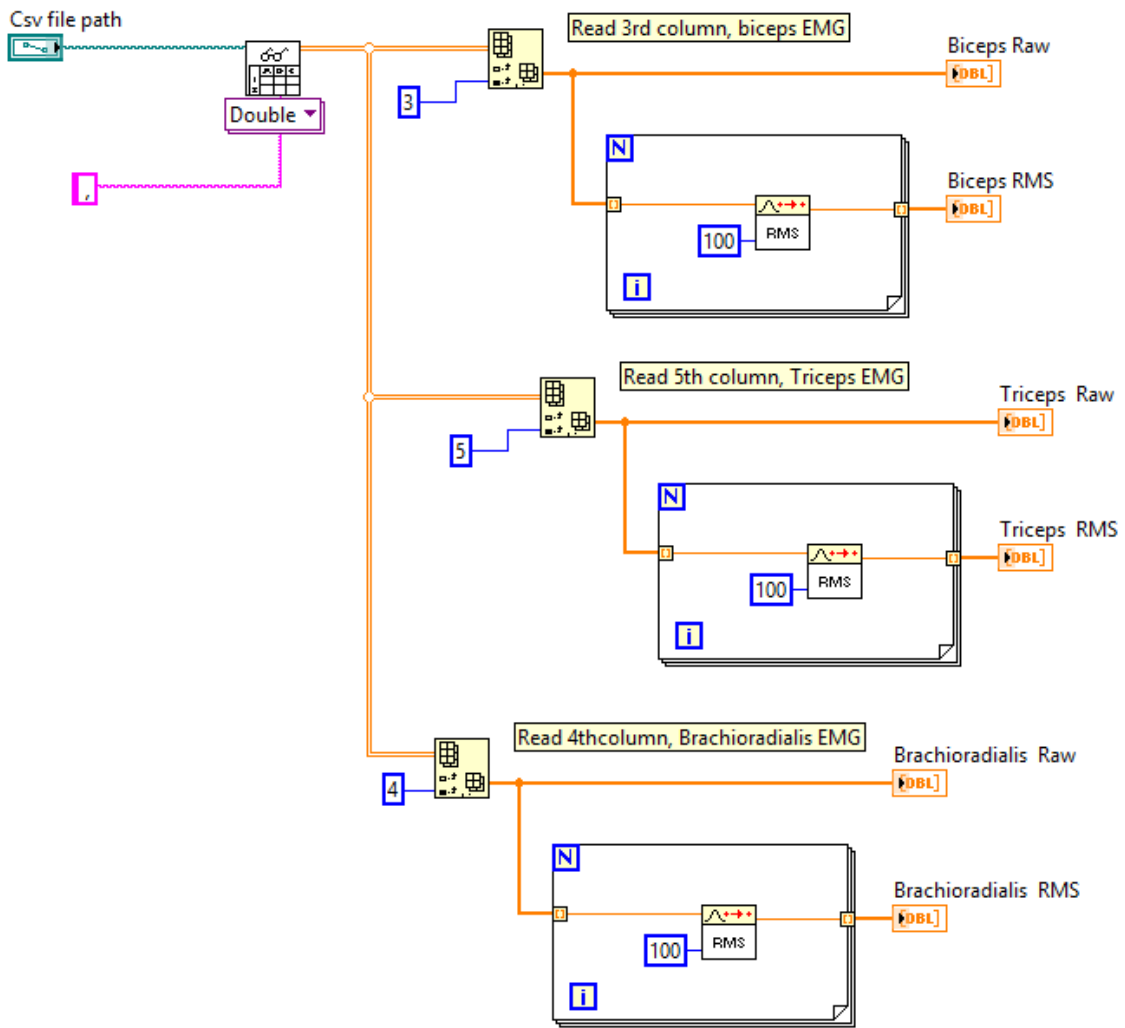 Csv file path
Double
,
3
Read 3rd column, biceps EMG
Biceps Raw
DBL
N
100
RMS
i
Biceps RMS
DBL
5
Read 5th column, Triceps EMG
Triceps Raw
DBL
N
100
RMS
i
Triceps RMS
DBL
4
Read 4thcolumn, Brachioradialis EMG
Brachioradialis Raw
DBL
N
100
RMS
i
Brachioradialis RMS
DBL